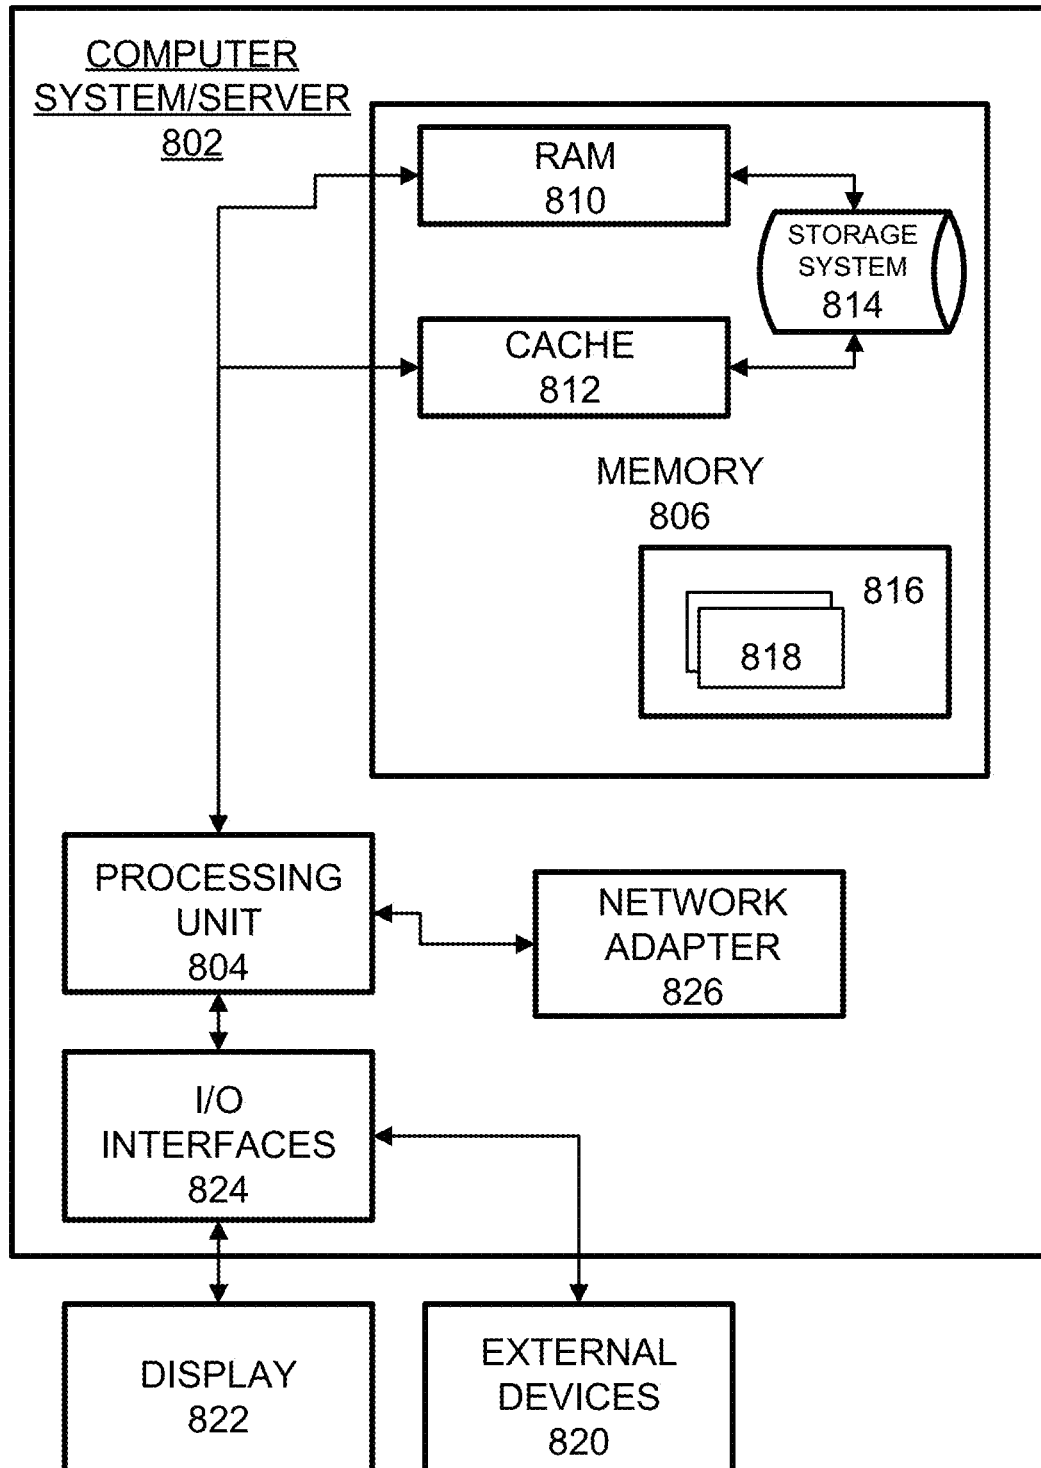 COMPUTER
SYSTEM/SERVER
802
RAM
810
STORAGE
SYSTEM
814
CACHE
812
MEMORY
806
816
818
PROCESSING
UNIT
804
NETWORK
ADAPTER
826
I/O
INTERFACES
824
DISPLAY
822
EXTERNAL
DEVICES
820